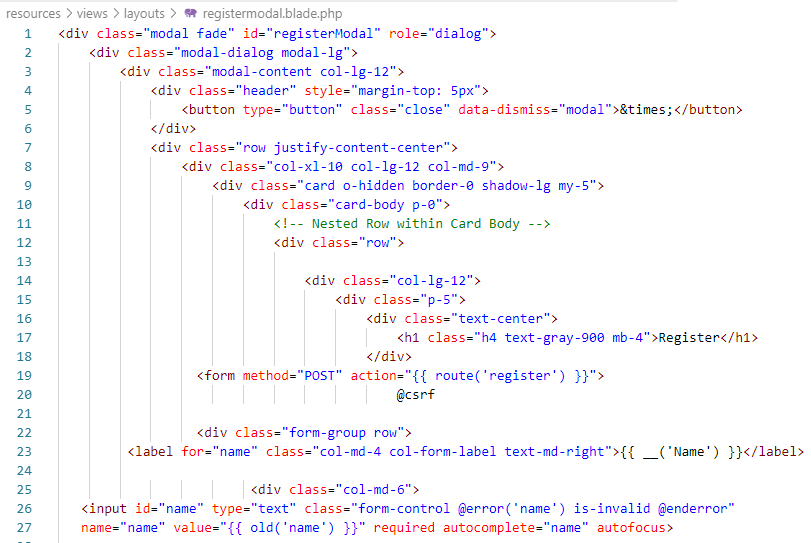 resources > views > layouts > registermodal.blade.php
1 <div class="modal fade" id="registerModal" role="dialog">
2 <div class="modal-dialog modal-lg">
3 <div class="modal-content col-lg-12">
4 <div class="header" style="margin-top: 5px">
5 <button type="button" class="close" data-dismiss="modal">&times;</button>
6 </div>
7 <div class="row justify-content-center">
8 <div class="col-xl-10 col-lg-12 col-md-9">
9 <div class="card o-hidden border-0 shadow-lg my-5">
10 <div class="card-body p-0">
11 <!-- Nested Row within Card Body -->
12 <div class="row">
13
14 <div class="col-lg-12">
15 <div class="p-5">
16 <div class="text-center">
17 <h1 class="h4 text-gray-900 mb-4">Register</h1>
18 </div>
19 <form method="POST" action="{{ route('register') }}">
20 @csrf
21
22 <div class="form-group row">
23 <label for="name" class="col-md-4 col-form-label text-md-right">{{ __('Name') }}</label>
24
25 <div class="col-md-6">
26 <input id="name" type="text" class="form-control @error('name') is-invalid @enderror"
27 name="name" value="{{ old('name') }}" required autocomplete="name" autofocus>